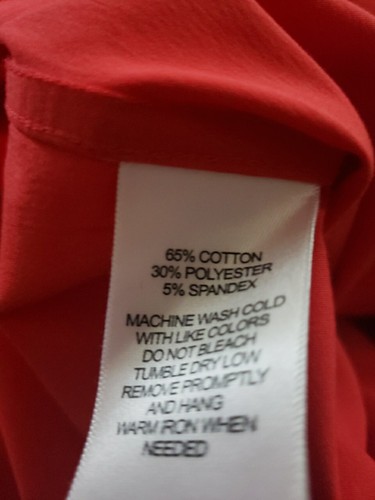 65% COTTON
30% POLYESTER
5% SPANDEX
MACHINE WASH COLD
WITH LIKE COLORS
DO NOT BLEACH
TUMBLE DRY LOW
REMOVE PROMPTLY
AND HANG
WARM IRON WHEN
NEEDED